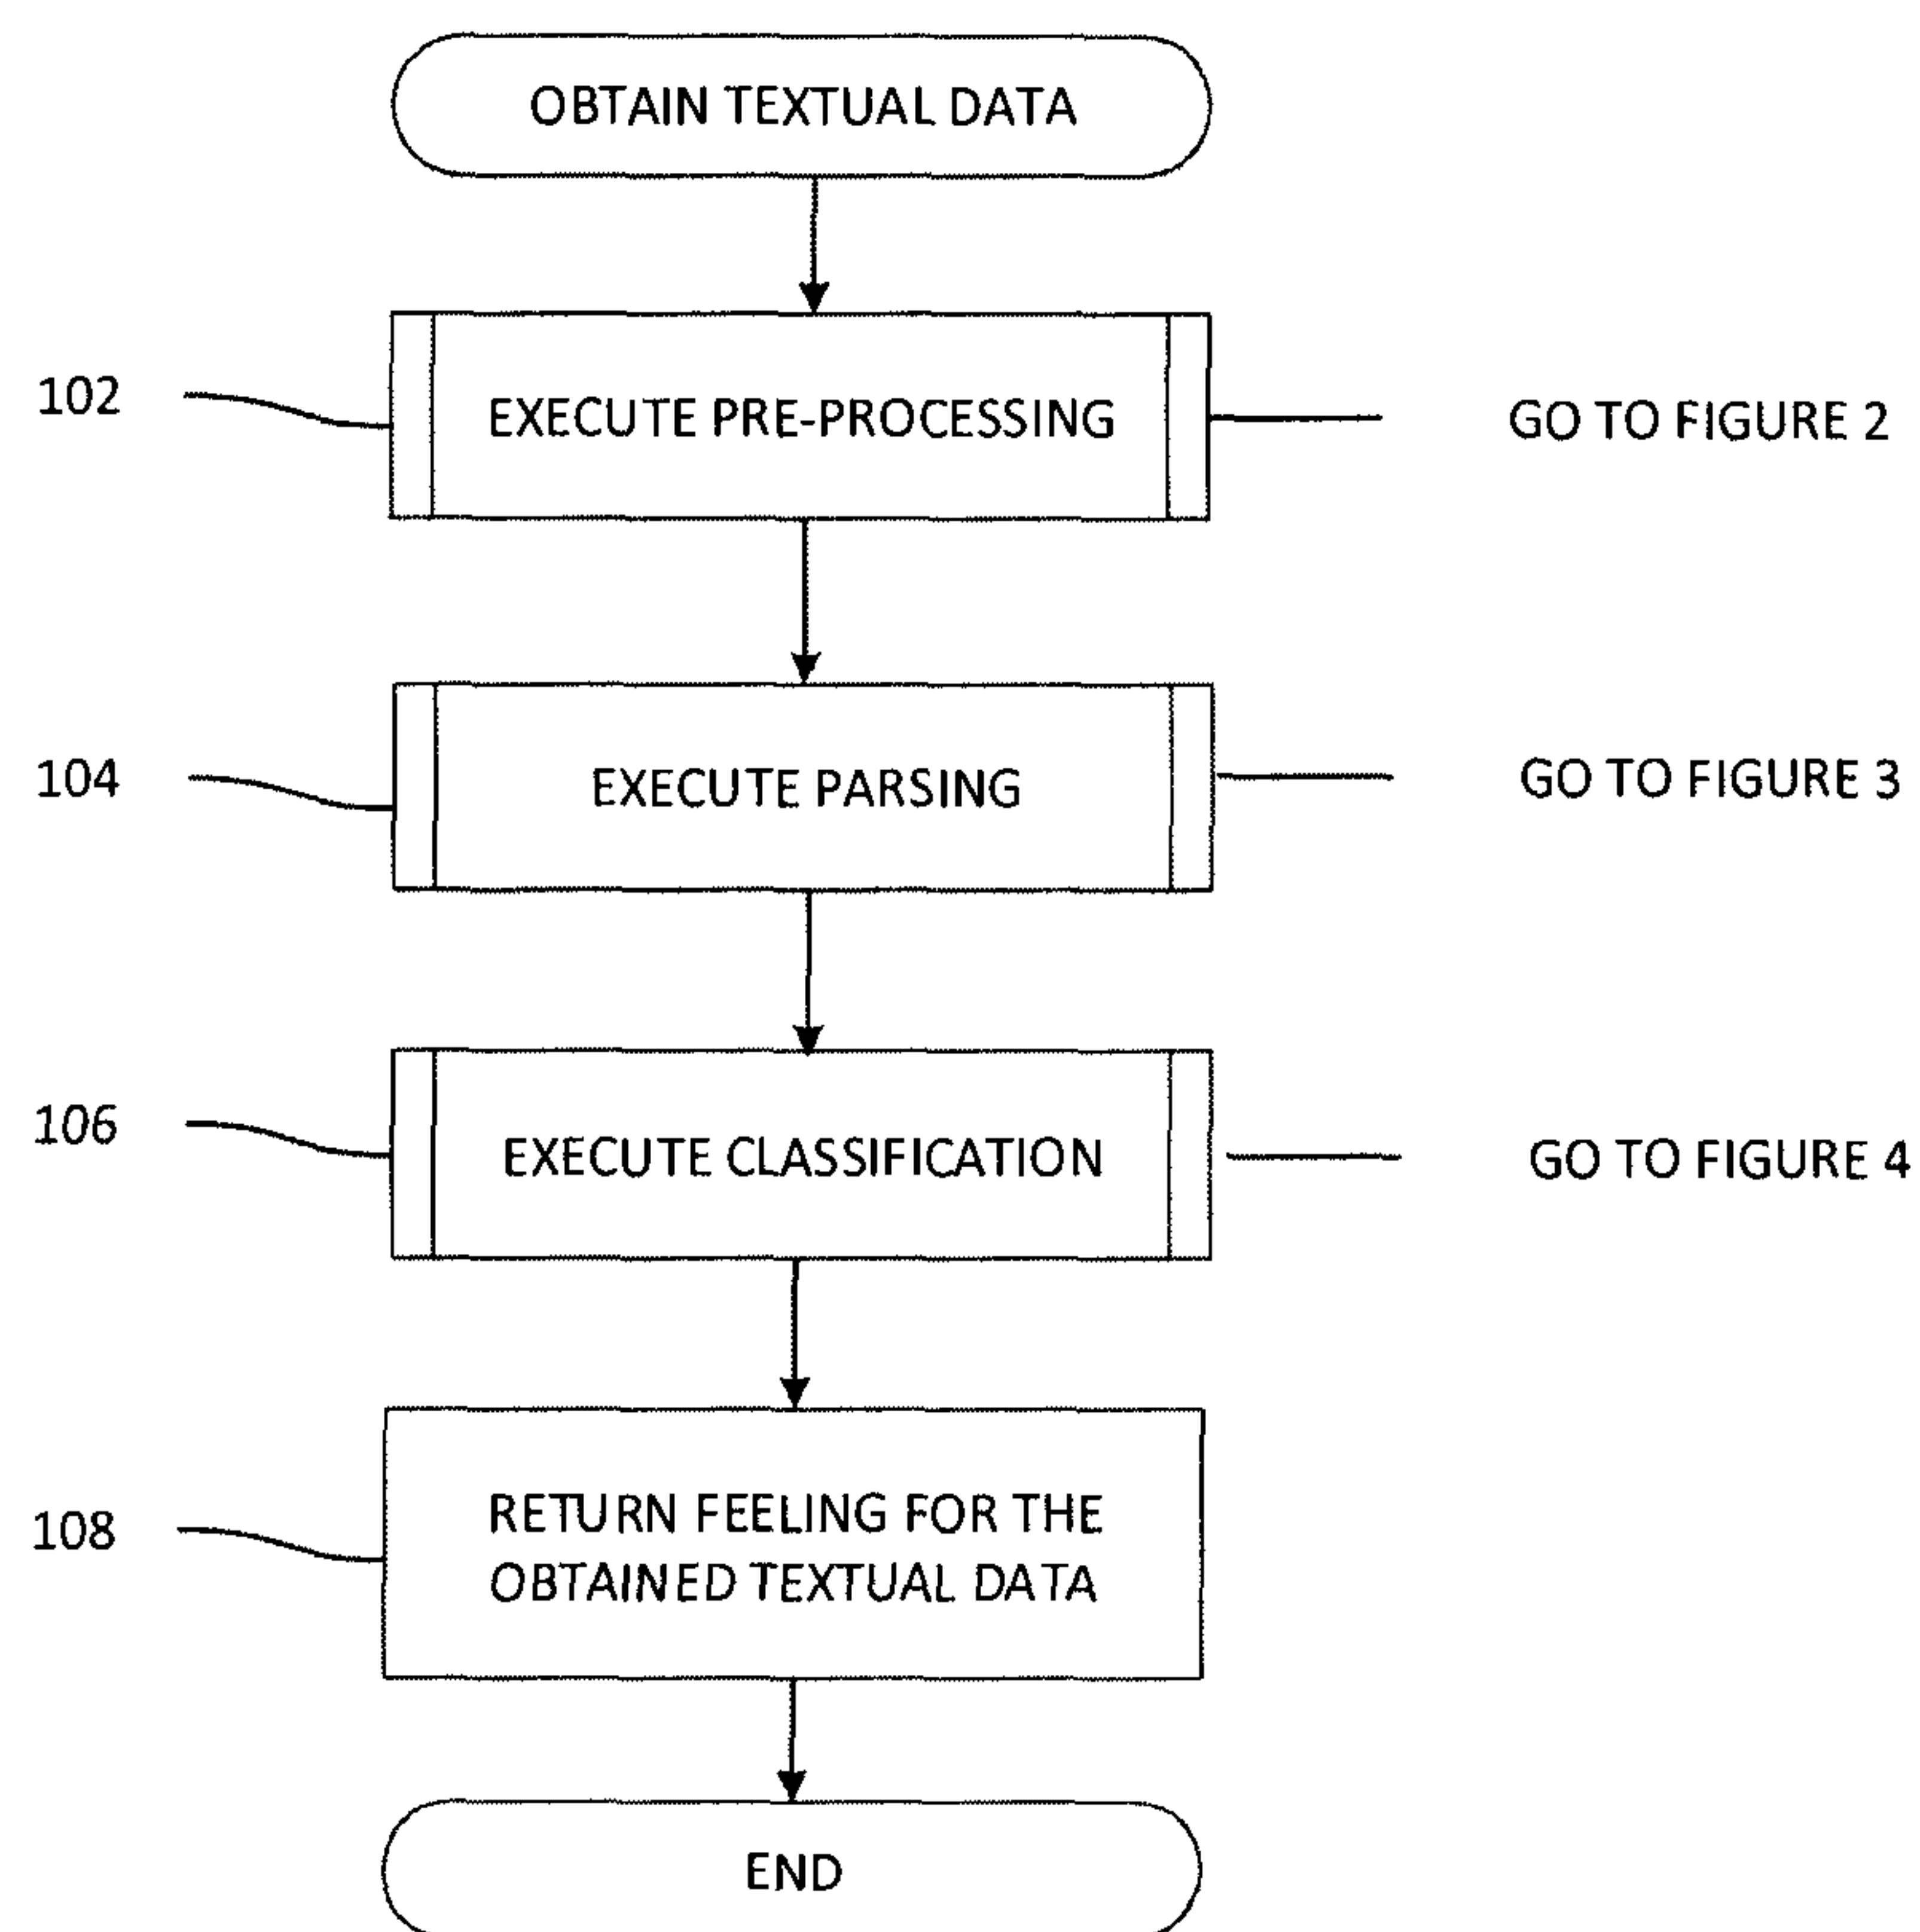 OBTAIN TEXTUAL DATA
102
EXECUTE PRE-PROCESSING
GO TO FIGURE 2
104
EXECUTE PARSING
GO TO FIGURE 3
106
EXECUTE CLASSIFICATION
GO TO FIGURE 4
108
RETURN FEELING FOR THE
OBTAINED TEXTUAL DATA
END